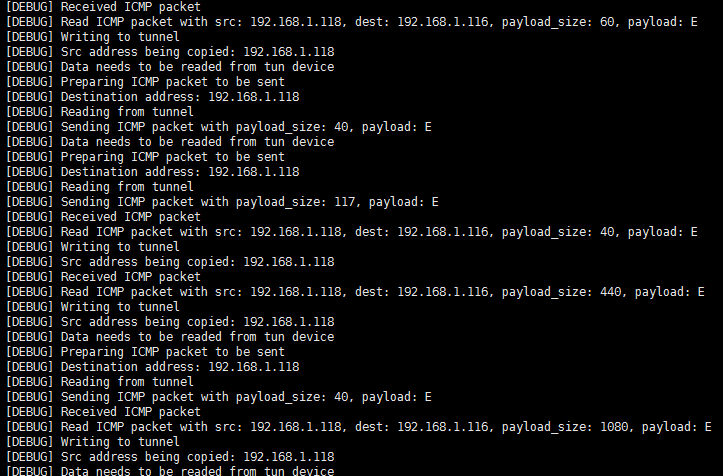 [DEBUG] Received ICMP packet
[DEBUG] Read ICMP packet with src: 192.168.1.118, dest: 192.168.1.116, payload_size: 60, payload: E
[DEBUG] Writing to tunnel
[DEBUG] Src address being copied: 192.168.1.118
[DEBUG] Data needs to be readed from tun device
[DEBUG] Preparing ICMP packet to be sent
[DEBUG] Destination address: 192.168.1.118
[DEBUG] Reading from tunnel
[DEBUG] Sending ICMP packet with payload_size: 40, payload: E
[DEBUG] Data needs to be readed from tun device
[DEBUG] Preparing ICMP packet to be sent
[DEBUG] Destination address: 192.168.1.118
[DEBUG] Reading from tunnel
[DEBUG] Sending ICMP packet with payload_size: 117, payload: E
[DEBUG] Received ICMP packet
[DEBUG] Read ICMP packet with src: 192.168.1.118, dest: 192.168.1.116, payload_size: 40, payload: E
[DEBUG] Writing to tunnel
[DEBUG] Src address being copied: 192.168.1.118
[DEBUG] Received ICMP packet
[DEBUG] Read ICMP packet with src: 192.168.1.118, dest: 192.168.1.116, payload_size: 440, payload: E
[DEBUG] Writing to tunnel
[DEBUG] Src address being copied: 192.168.1.118
[DEBUG] Data needs to be readed from tun device
[DEBUG] Preparing ICMP packet to be sent
[DEBUG] Destination address: 192.168.1.118
[DEBUG] Reading from tunnel
[DEBUG] Sending ICMP packet with payload_size: 40, payload: E
[DEBUG] Received ICMP packet
[DEBUG] Read ICMP packet with src: 192.168.1.118, dest: 192.168.1.116, payload_size: 1080, payload: E
[DEBUG] Writing to tunnel
[DEBUG] Src address being copied: 192.168.1.118
[DEBUG] Data needs to be readed from tun device